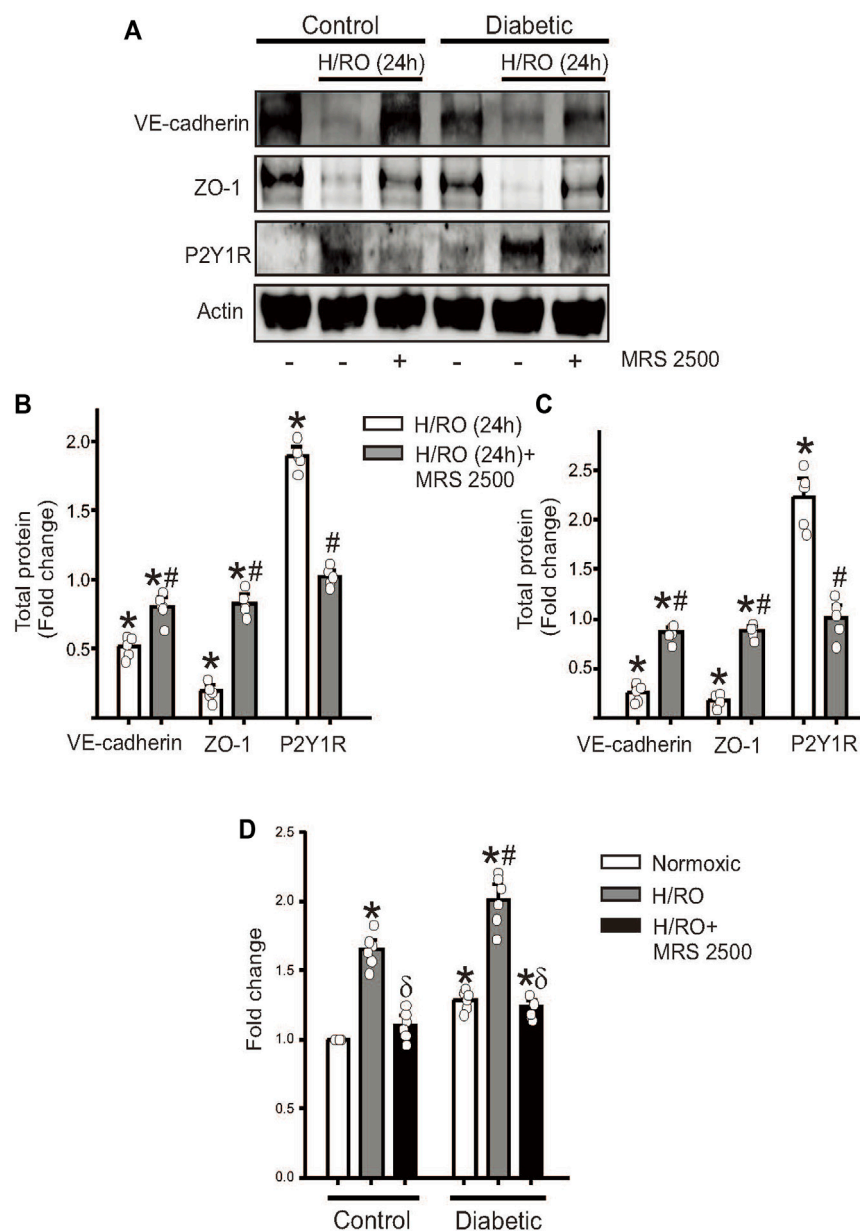 A
Control Diabetic
H/RO (24h) H/RO (24h)
VE-cadherin
ZO-1
P2Y1R
Actin
- - + - - + MRS 2500
B
H/RO (24h)
H/RO (24h)+
MRS 2500
Total protein
(Fold change)
2.0
1.5
1.0
0.5
* *# * *# * #
VE-cadherin ZO-1 P2Y1R
C
Total protein
(Fold change)
2.5
2.0
1.5
1.0
0.5
* *# * *# * #
VE-cadherin ZO-1 P2Y1R
D
Fold change
2.5
2.0
1.5
1.0
0.5
0.0
* δ * *# *δ
Normoxic
H/RO
H/RO+
MRS 2500
Control Diabetic